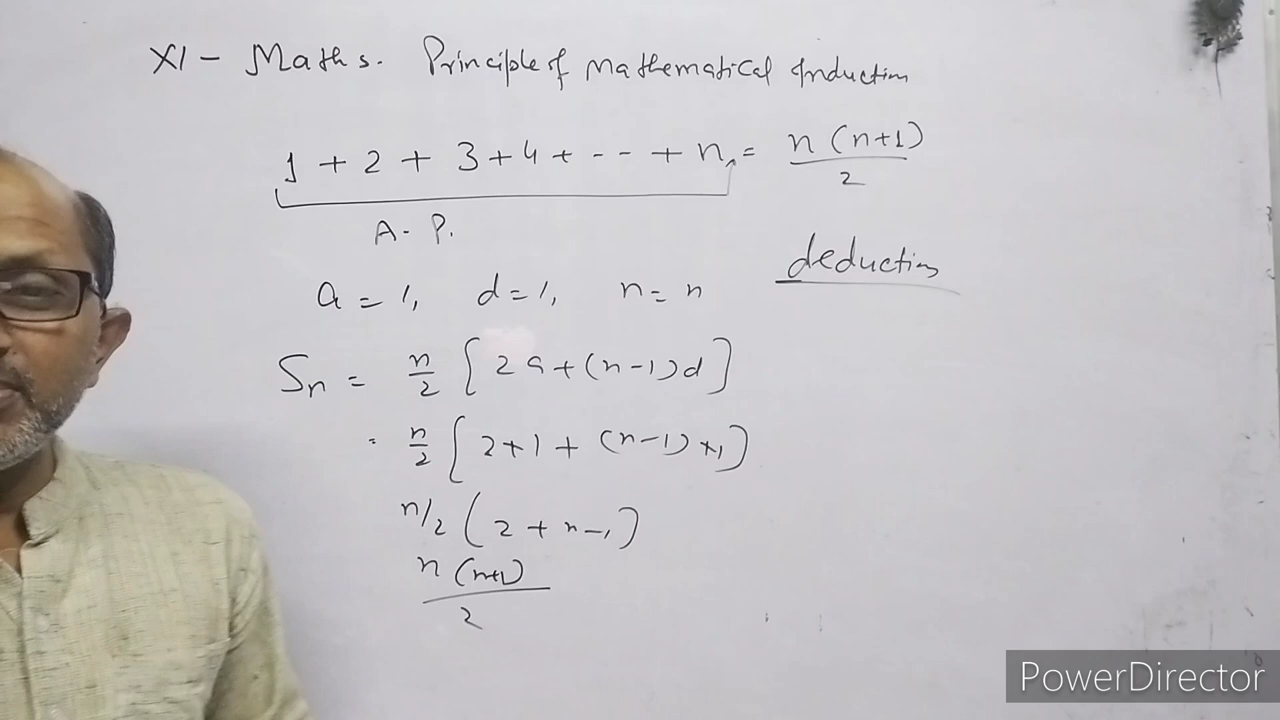 XI - Maths. Principle of Mathematical Induction
1 + 2 + 3 + 4 + - - - + n = n (n+1) / 2
A. P.
deduction
a = 1, d = 1, n = n
Sn = n/2 [2a + (n-1)d]
= n/2 [2×1 + (n-1)×1]
n/2 (2 + n-1)
n (n+1) / 2
PowerDirector